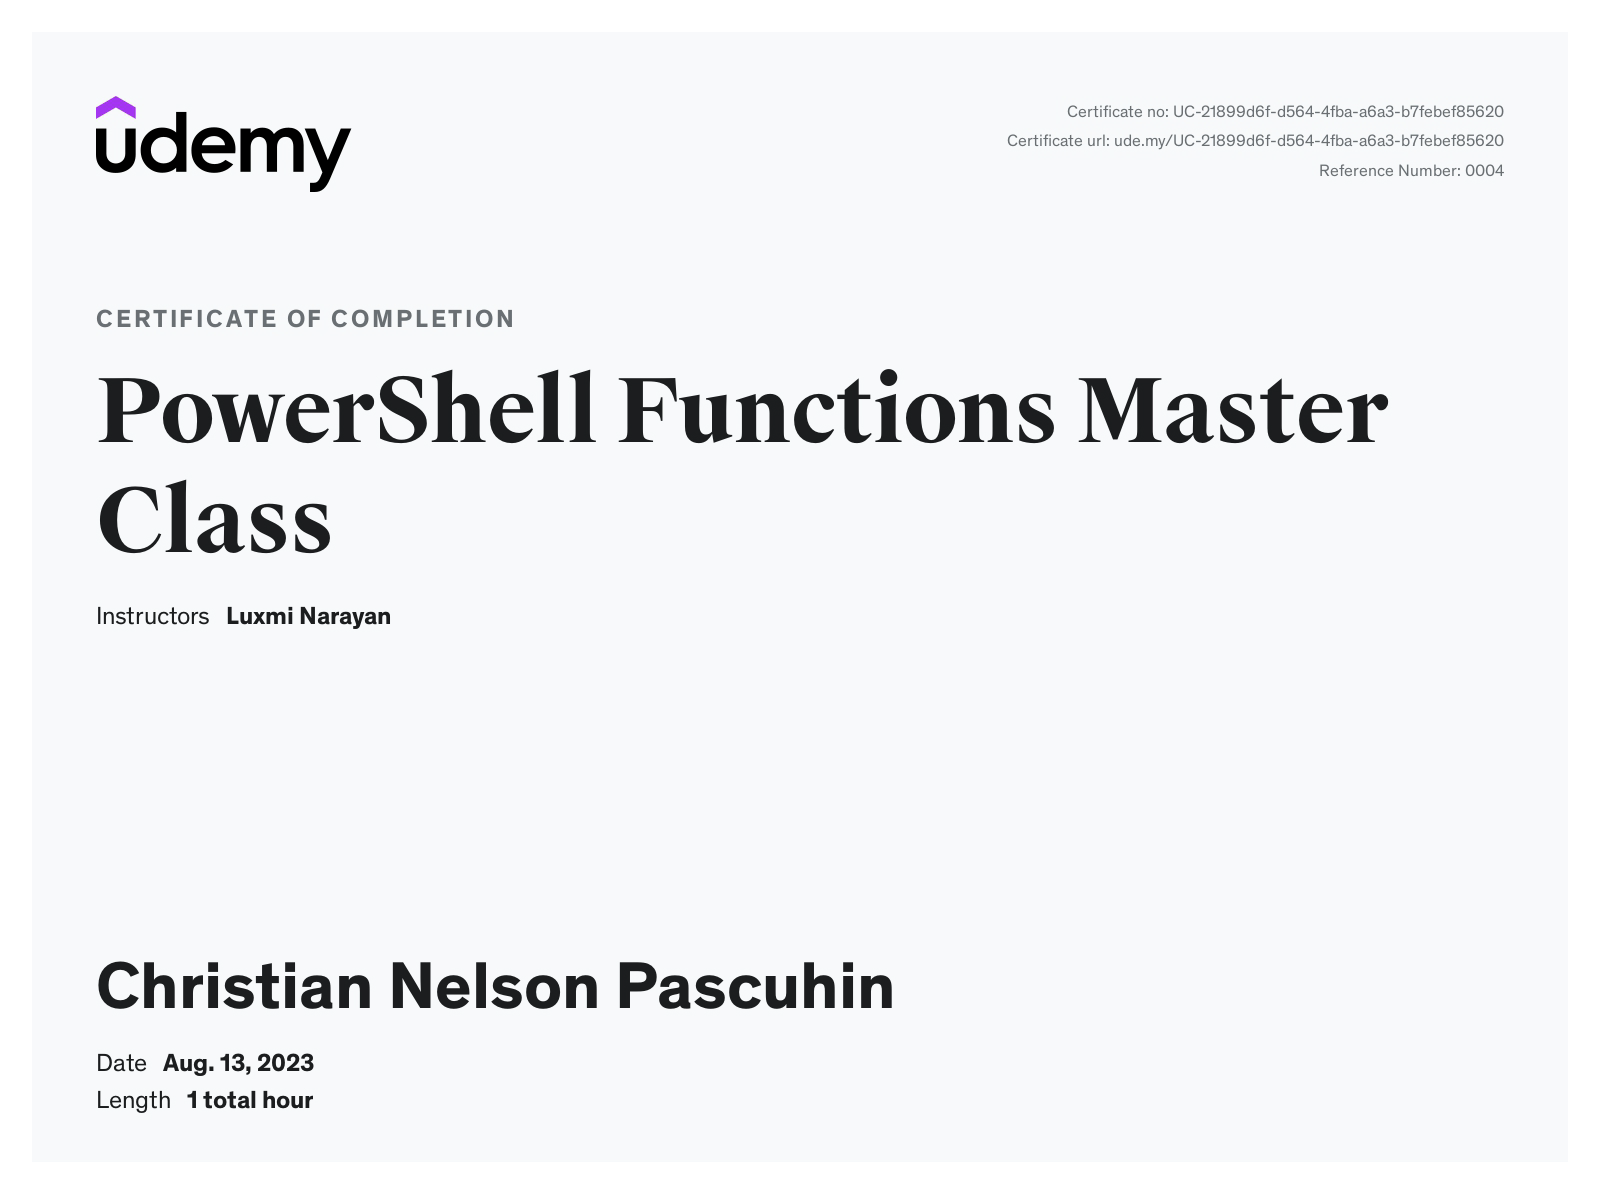 udemy
Certificate no: UC-21899d6f-d564-4fba-a6a3-b7febef85620
Certificate url: ude.my/UC-21899d6f-d564-4fba-a6a3-b7febef85620
Reference Number: 0004
CERTIFICATE OF COMPLETION
PowerShell Functions Master
Class
Instructors Luxmi Narayan
Christian Nelson Pascuhin
Date Aug. 13, 2023
Length 1 total hour